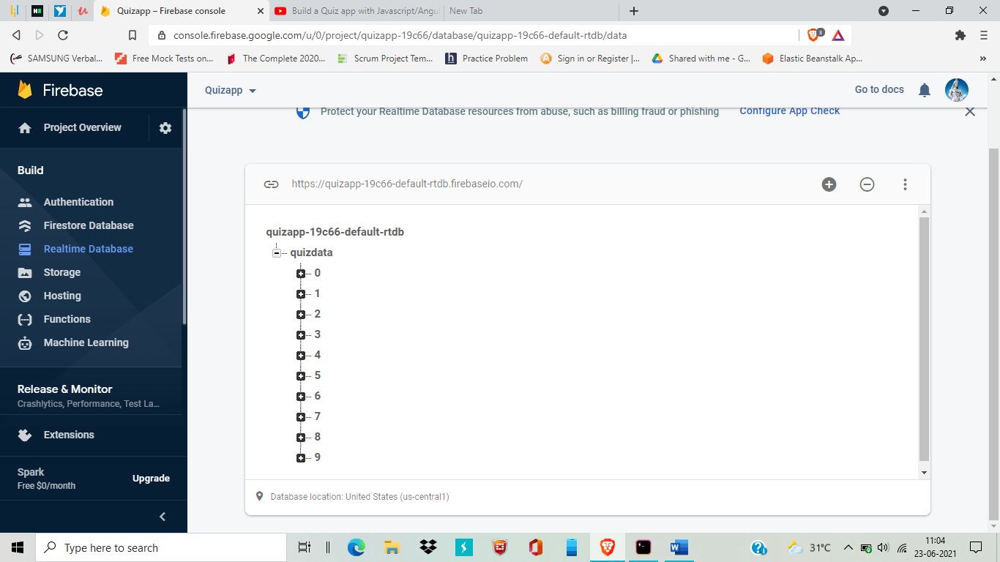 Quizapp – Firebase console
Build a Quiz app with Javascript/Angu
New Tab
console.firebase.google.com/u/0/project/quizapp-19c66/database/quizapp-19c66-default-rtdb/data
3
SAMSUNG Verbal...
Free Mock Tests on...
The Complete 2020...
Scrum Project Tem...
Practice Problem
Sign in or Register |...
Shared with me - G...
Elastic Beanstalk Ap...
Firebase
Quizapp
Go to docs
Protect your Realtime Database resources from abuse, such as billing fraud or phishing
Configure App Check
Project Overview
Build
Authentication
Firestore Database
Realtime Database
Storage
Hosting
Functions
Machine Learning
Release & Monitor
Crashlytics, Performance, Test La...
Extensions
Spark
Free $0/month
Upgrade
https://quizapp-19c66-default-rtdb.firebaseio.com/
quizapp-19c66-default-rtdb
quizdata
0
1
2
3
4
5
6
7
8
9
Database location: United States (us-central1)
Type here to search
31°C
11:04
23-06-2021